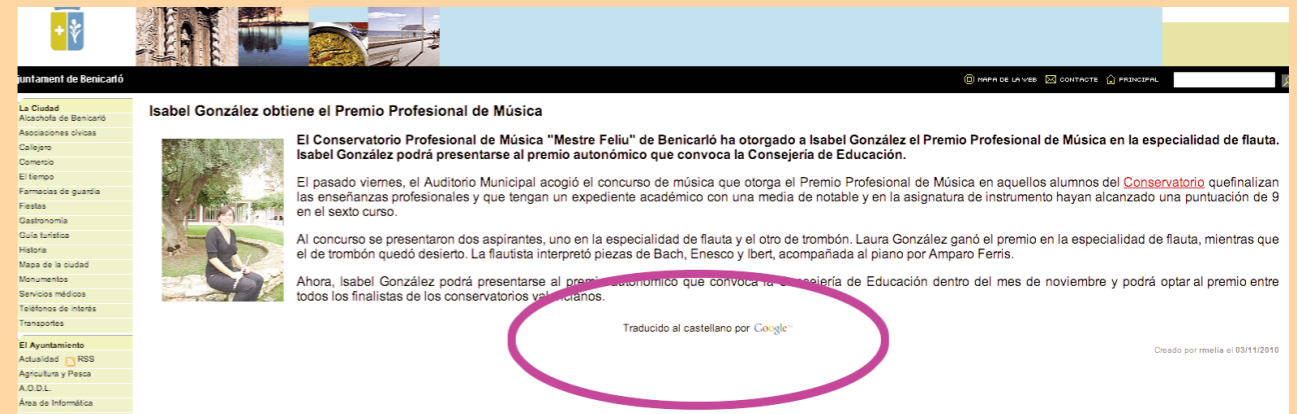 Ajuntament de Benicarló
MAPA DE LA WEB CONTACTE PRINCIPAL
La Ciudad
Alcachofa de Benicarló
Asociaciones cívicas
Callejero
Comercio
El tiempo
Farmacias de guardia
Fiestas
Gastronomía
Guía turística
Historia
Mapa de la ciudad
Monumentos
Servicios médicos
Teléfonos de interés
Transportes
El Ayuntamiento
Actualidad RSS
Agricultura y Pesca
A.O.D.L.
Área de Informática
Isabel González obtiene el Premio Profesional de Música
El Conservatorio Profesional de Música "Mestre Feliu" de Benicarló ha otorgado a Isabel González el Premio Profesional de Música en la especialidad de flauta.
Isabel González podrá presentarse al premio autonómico que convoca la Consejería de Educación.
El pasado viernes, el Auditorio Municipal acogió el concurso de música que otorga el Premio Profesional de Música en aquellos alumnos del Conservatorio quefinalizan
las enseñanzas profesionales y que tengan un expediente académico con una media de notable y en la asignatura de instrumento hayan alcanzado una puntuación de 9
en el sexto curso.
Al concurso se presentaron dos aspirantes, uno en la especialidad de flauta y el otro de trombón. Laura González ganó el premio en la especialidad de flauta, mientras que
el de trombón quedó desierto. La flautista interpretó piezas de Bach, Enesco y Ibert, acompañada al piano por Amparo Ferris.
Ahora, Isabel González podrá presentarse al premio autonómico que convoca la Consejería de Educación dentro del mes de noviembre y podrá optar al premio entre
todos los finalistas de los conservatorios valencianos.
Traducido al castellano por Google™
Creado por rmelia el 03/11/2010